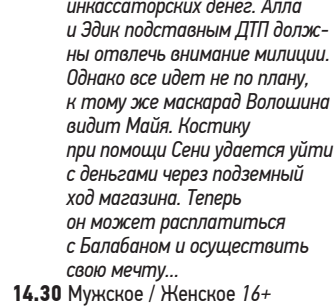 инкассаторских денег. Алла
и Эдик подставным ДТП долж-
ны отвлечь внимание милиции.
Однако все идет не по плану,
к тому же маскарад Волошина
видит Майя. Костику
при помощи Сени удается уйти
с деньгами через подземный
ход магазина. Теперь
он может расплатиться
с Балабаном и осуществить
свою мечту...
14.30 Мужское / Женское 16+